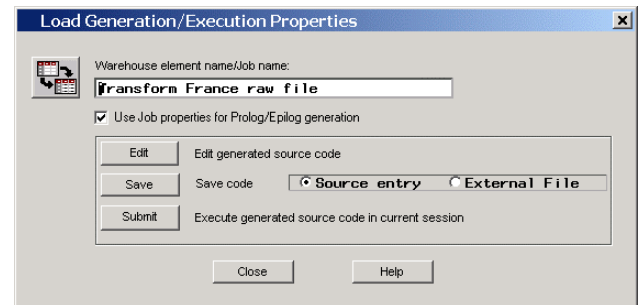 Load Generation/Execution Properties
Warehouse element name/Job name:
Transform France raw file
Use Job properties for Prolog/Epilog generation
Edit Edit generated source code
Save Save code Source entry External File
Submit Execute generated source code in current session
Close Help